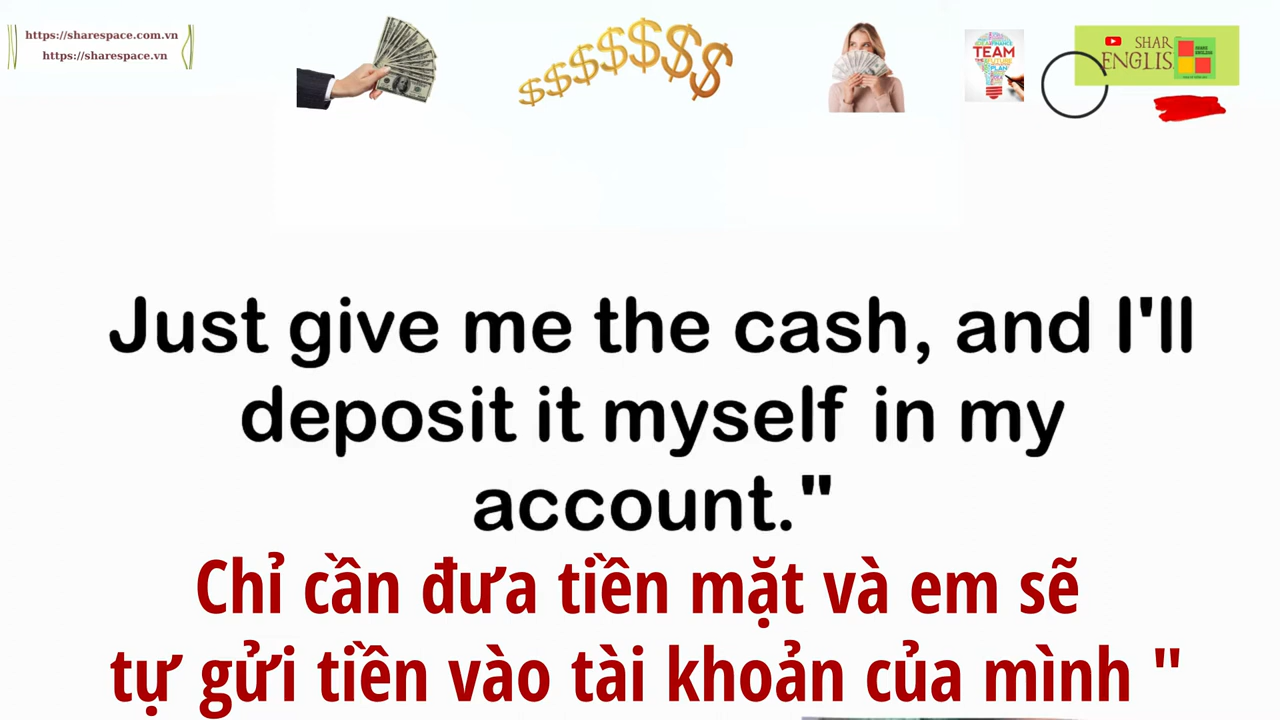 https://sharespace.com.vn
https://sharespace.vn
TEAM
PLAN
SHAR
ENGLIS
Just give me the cash, and I'll
deposit it myself in my
account."
Chỉ cần đưa tiền mặt và em sẽ
tự gửi tiền vào tài khoản của mình "